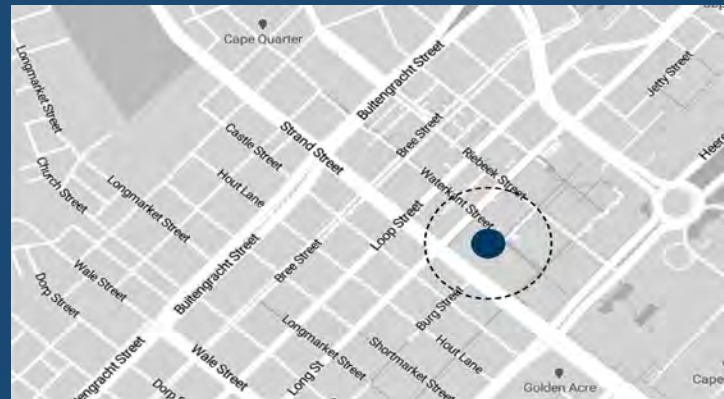 Cape Quarter
Buitengracht Street
Jetty Street
Longmarket Street
Strand Street
Castle Street
Bree Street
Riebeek Street
Heere
Church Street
Longmarket Street
Hout Lane
Waterkant Street
Loop Street
Wale Street
Dorp Street
Buitengracht Street
Bree Street
Burg Street
Longmarket Street
Hout Lane
Wale Street
Long St
Shortmarket Street
Buitengracht Street
Dorp
Golden Acre
Cape